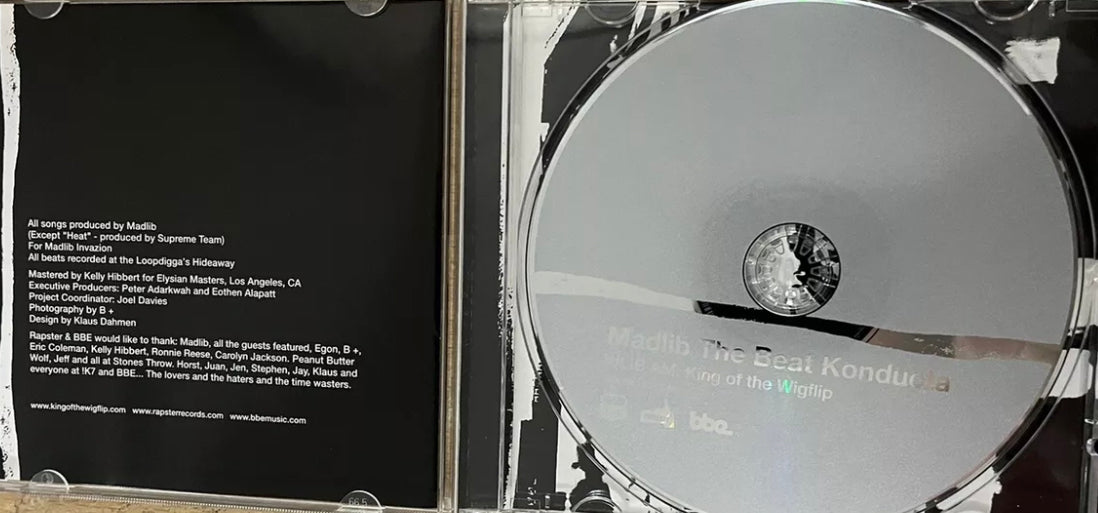 All songs produced by Madlib
(Except "Heat" - produced by Supreme Team)
For Madlib Invazion
All beats recorded at the Loopdigga's Hideaway
Mastered by Kelly Hibbert for Elysian Masters, Los Angeles, CA
Executive Producers: Peter Adarkwah and Eothen Alapatt
Project Coordinator: Joel Davies
Photography by B +
Design by Klaus Dahmen
Rapster & BBE would like to thank: Madlib, all the guests featured, Egon, B +,
Eric Coleman, Kelly Hibbert, Ronnie Reese, Carolyn Jackson. Peanut Butter
Wolf, Jeff and all at Stones Throw. Horst, Juan, Jen, Stephen, Jay, Klaus and
everyone at !K7 and BBE... The lovers and the haters and the time wasters.
www.kingofthewigflip.com www.rapsterrecords.com www.bbemusic.com
Madlib The Beat Konducta
King of the Wigflip
bbe.